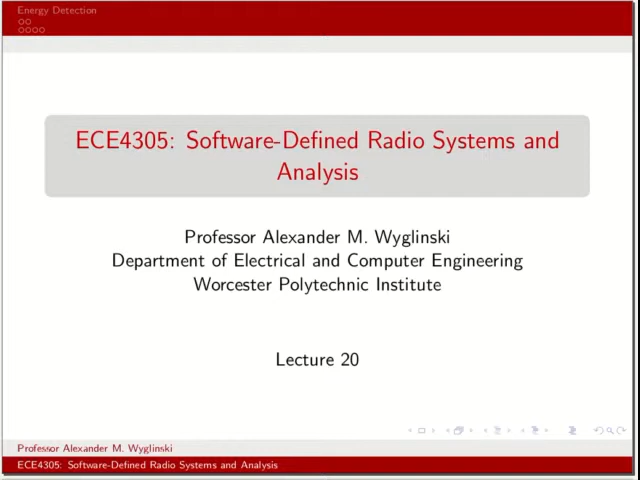 Energy Detection
ECE4305: Software-Defined Radio Systems and
Analysis
Professor Alexander M. Wyglinski
Department of Electrical and Computer Engineering
Worcester Polytechnic Institute
Lecture 20
Professor Alexander M. Wyglinski
ECE4305: Software-Defined Radio Systems and Analysis